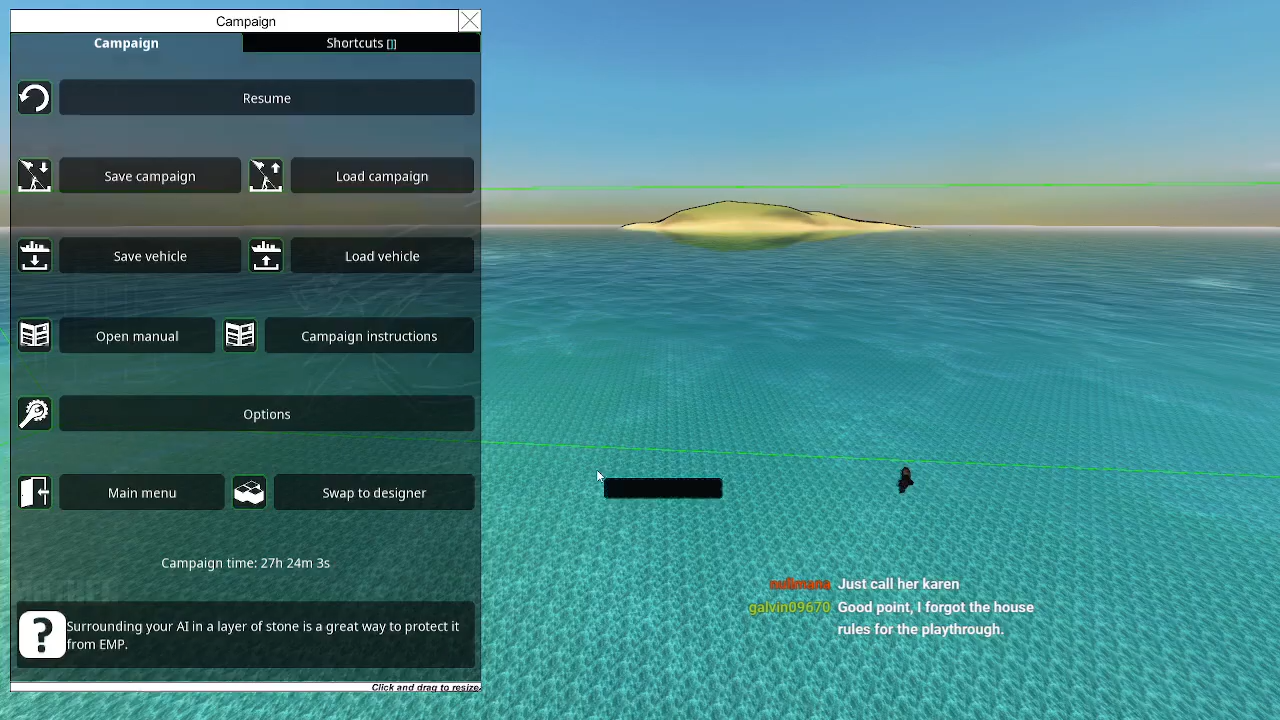 Campaign
Campaign
Shortcuts []]
Resume
Save campaign
Load campaign
Save vehicle
Load vehicle
Open manual
Campaign instructions
Options
Main menu
Swap to designer
Campaign time: 27h 24m 3s
Surrounding your AI in a layer of stone is a great way to protect it
from EMP.
Click and drag to resize
nullmana Just call her karen
galvin09670 Good point, I forgot the house
rules for the playthrough.